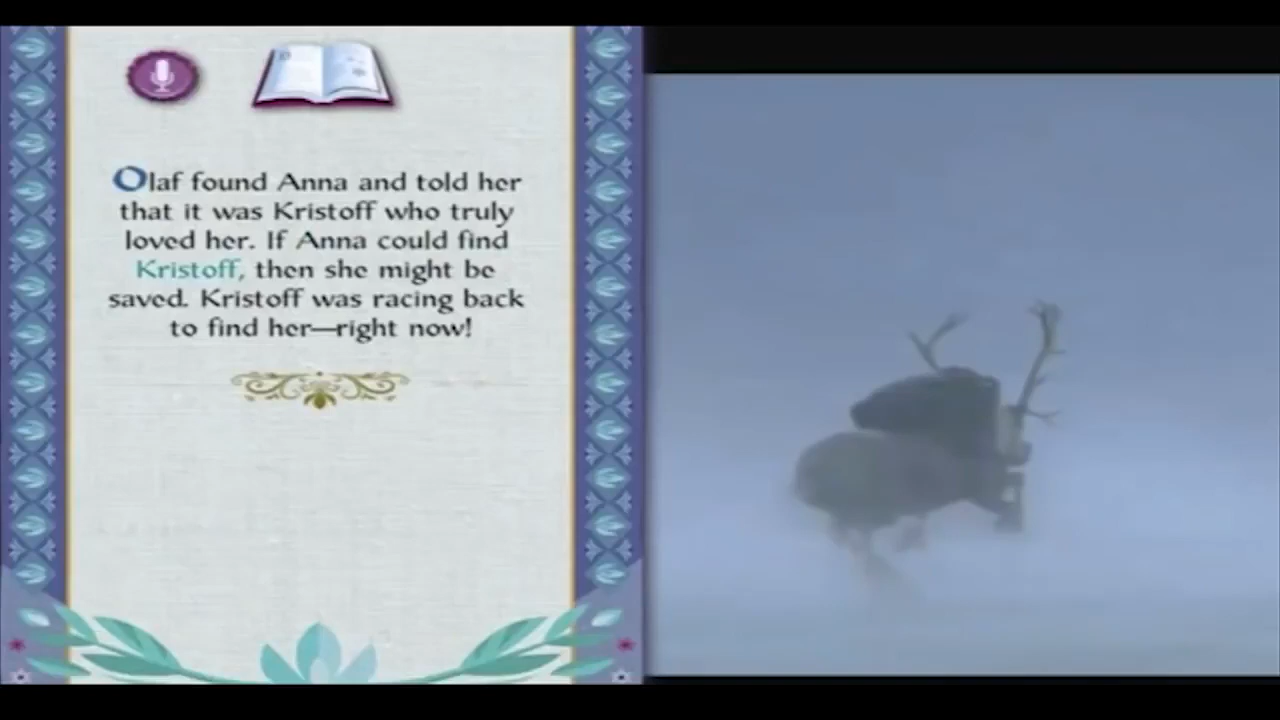 Olaf found Anna and told her
that it was Kristoff who truly
loved her. If Anna could find
Kristoff, then she might be
saved. Kristoff was racing back
to find her—right now!